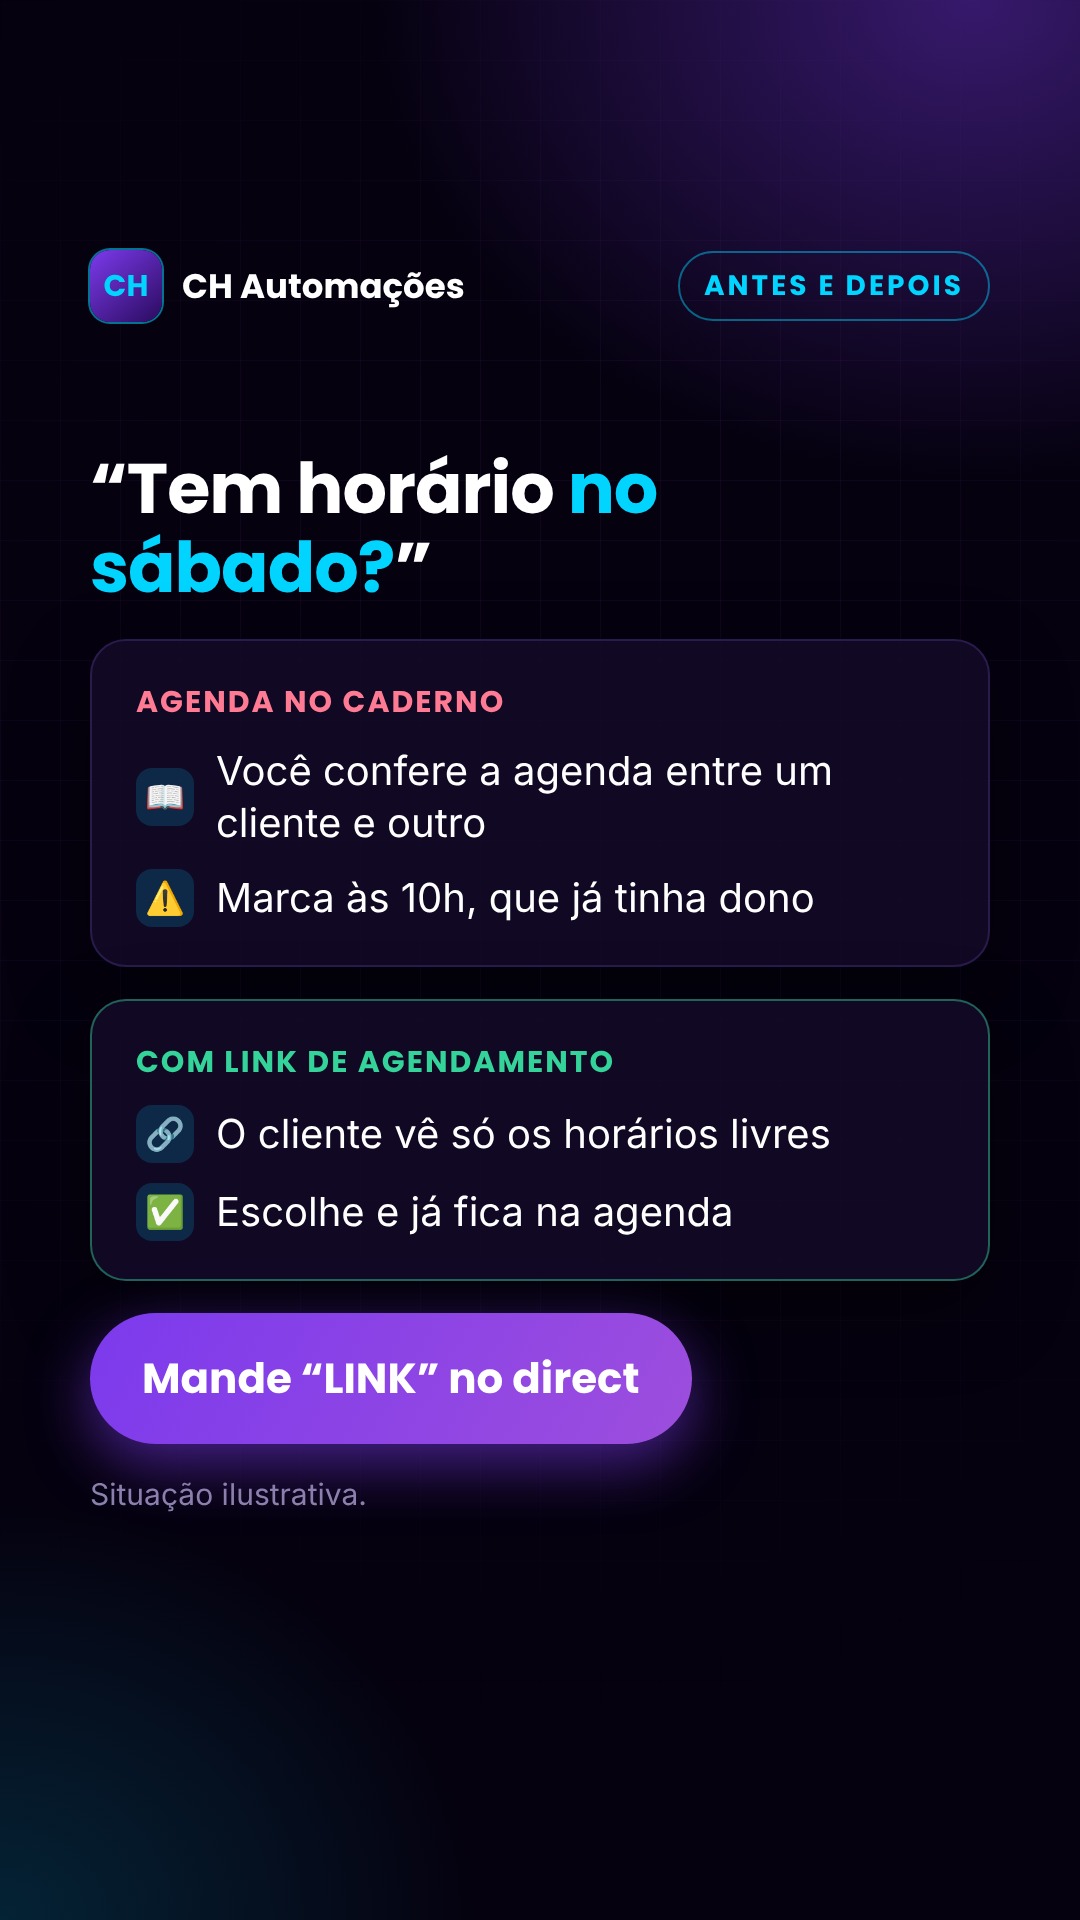 CH
CH Automações
ANTES E DEPOIS
“Tem horário no
sábado?”
AGENDA NO CADERNO
Você confere a agenda entre um
cliente e outro
Marca às 10h, que já tinha dono
COM LINK DE AGENDAMENTO
O cliente vê só os horários livres
Escolhe e já fica na agenda
Mande “LINK” no direct
Situação ilustrativa.